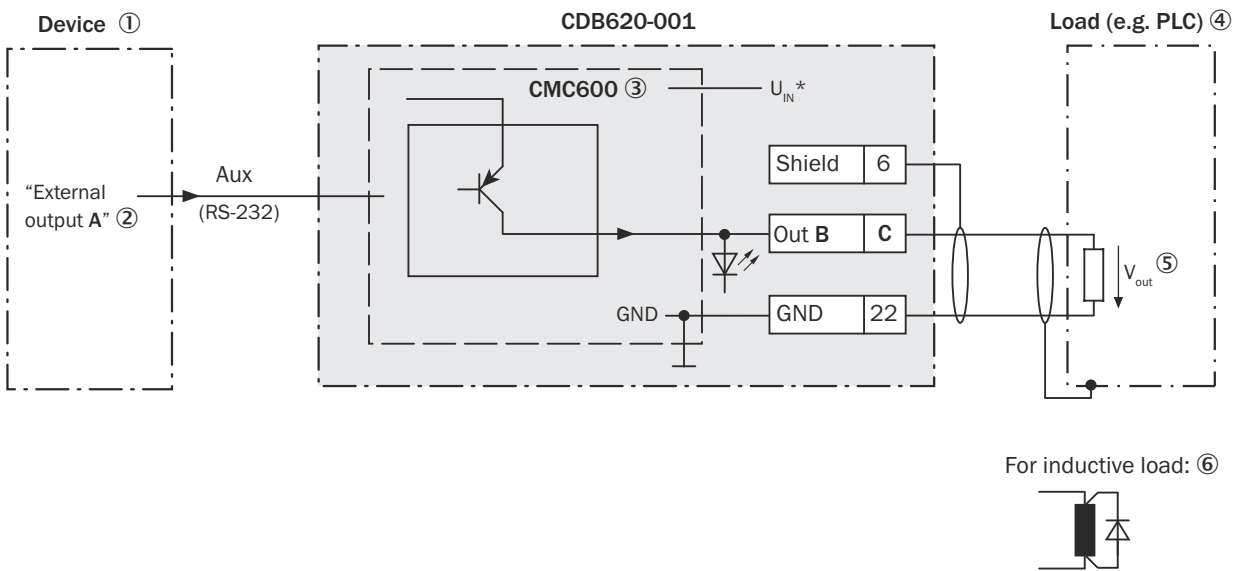 Device ①
CDB620-001
Load (e.g. PLC) ④
CMC600 ③
U_IN*
Shield 6
Aux
"External
output A" ②
(RS-232)
Out B C
V_out ⑤
GND
GND 22
For inductive load: ⑥